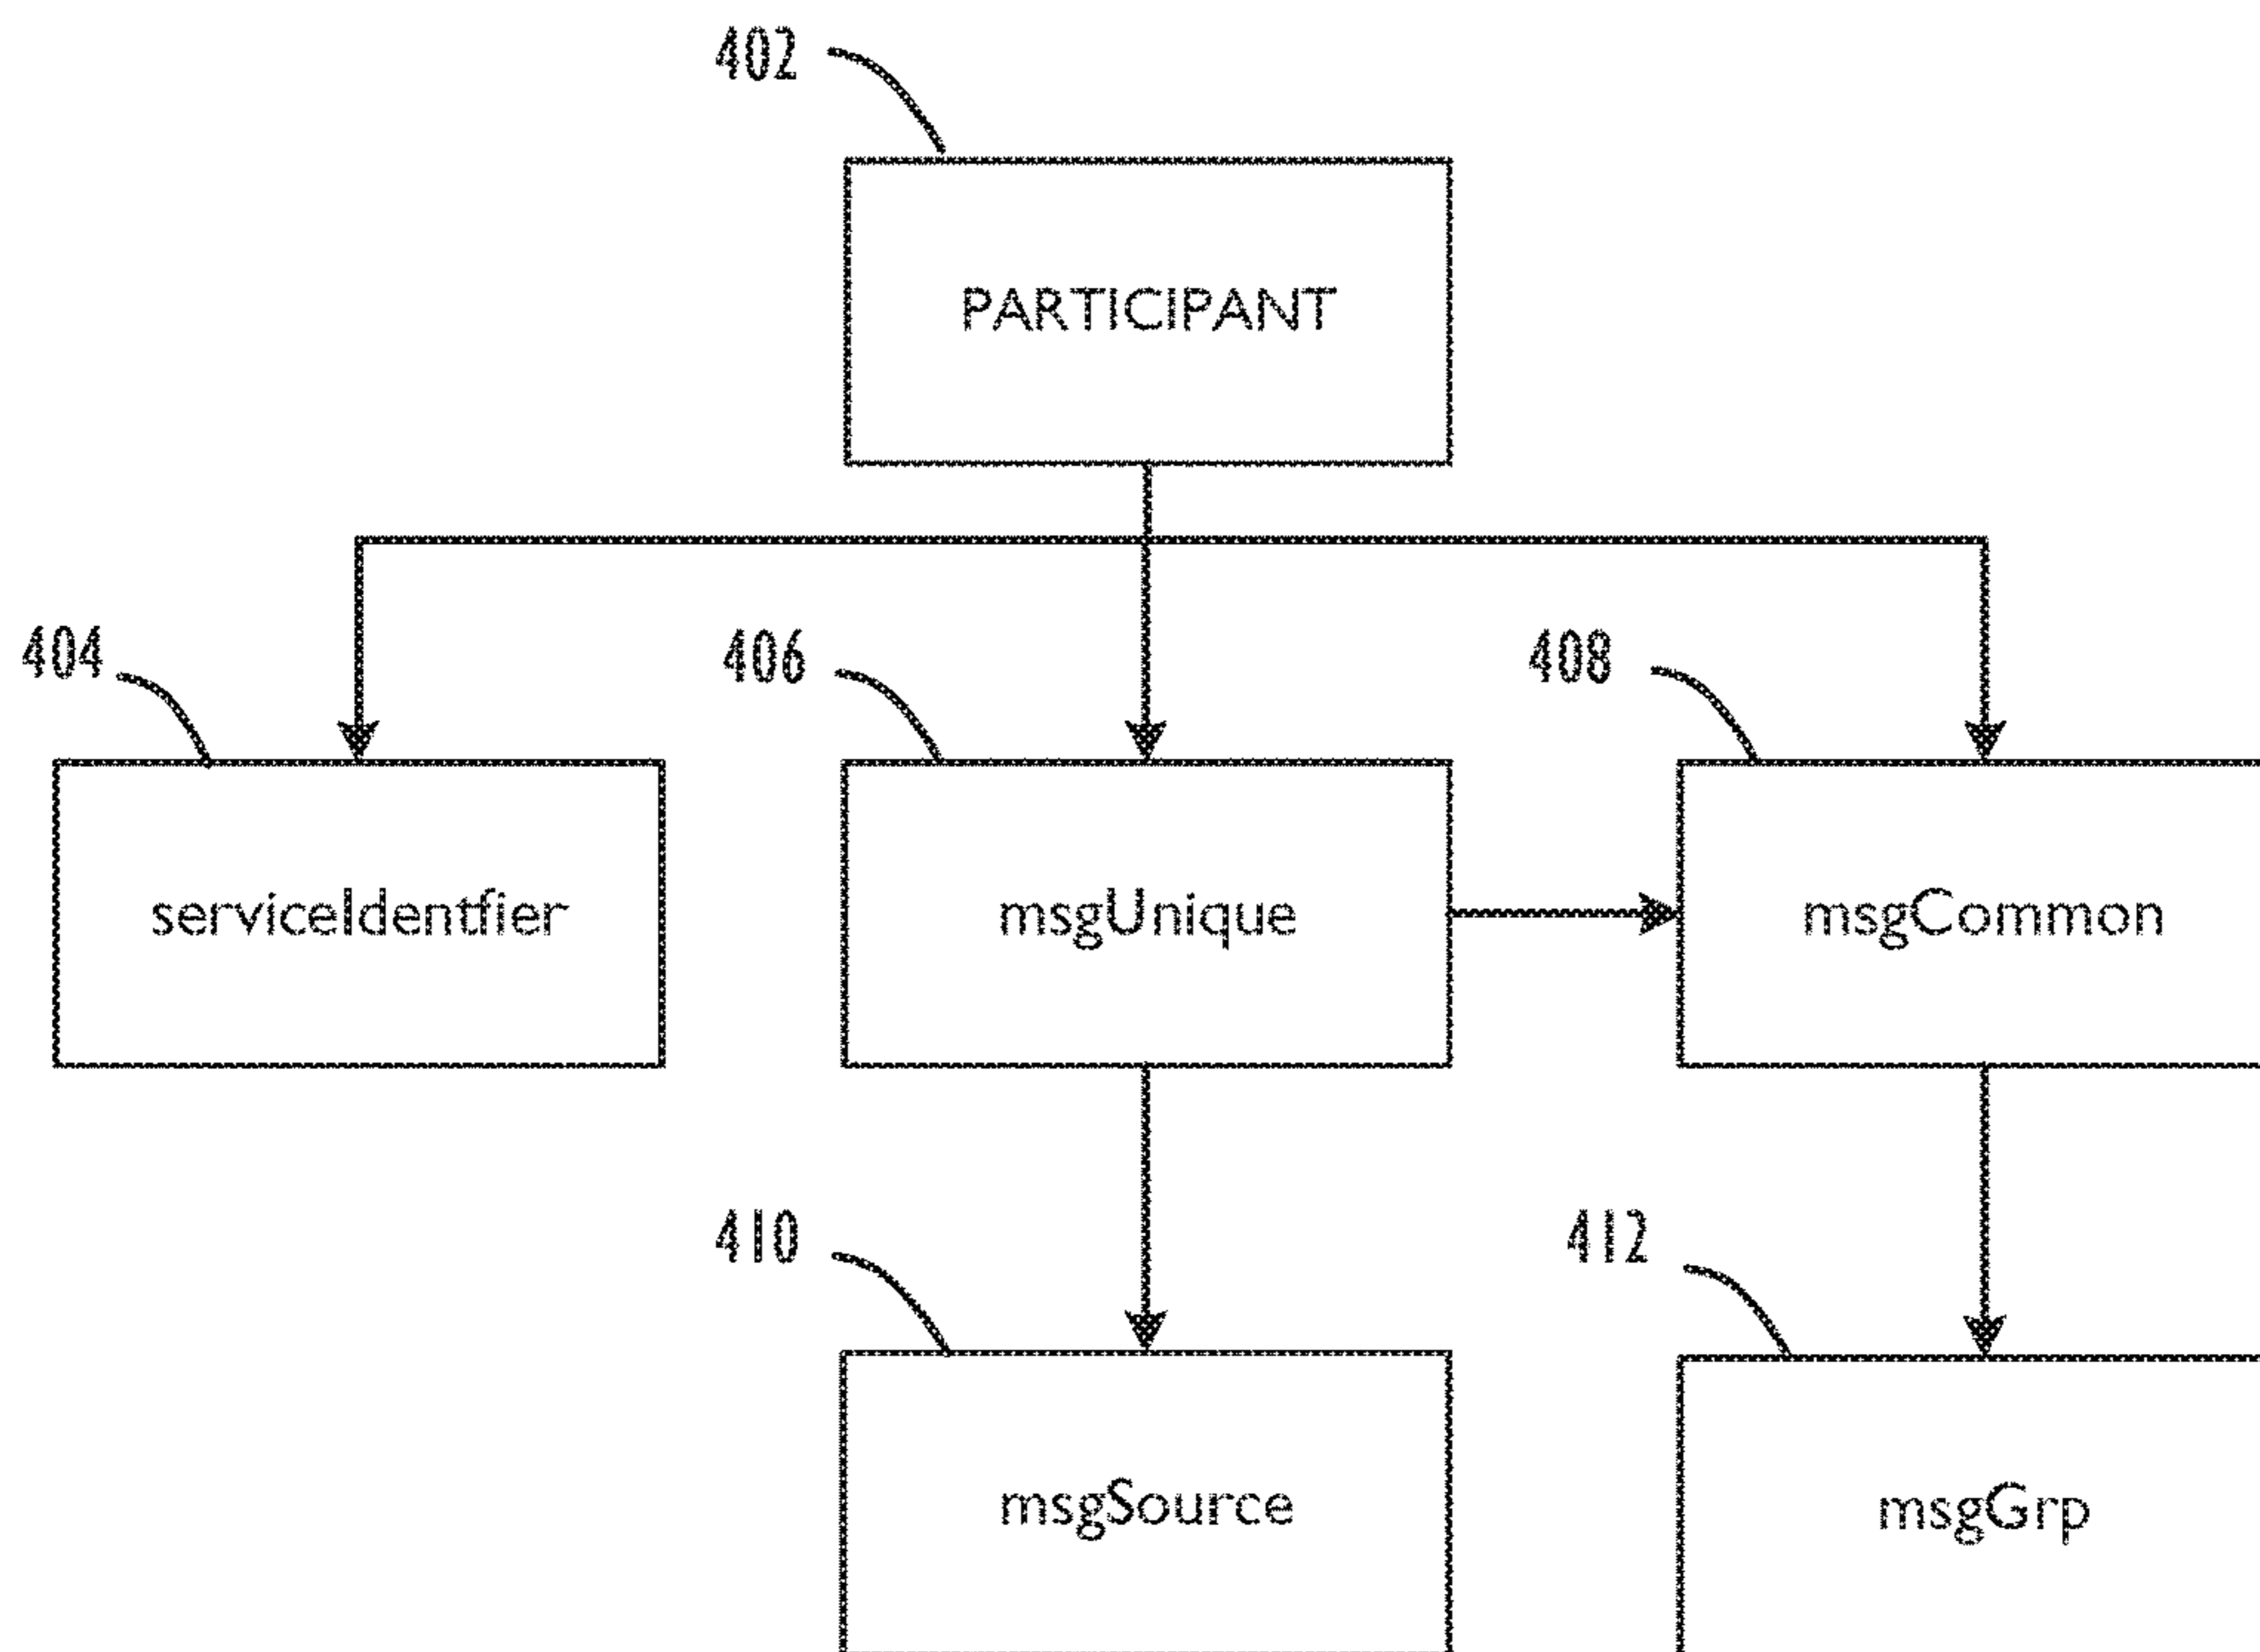 402
PARTICIPANT
404
406
408
serviceIdentfier
msgUnique
msgCommon
410
412
msgSource
msgGrp